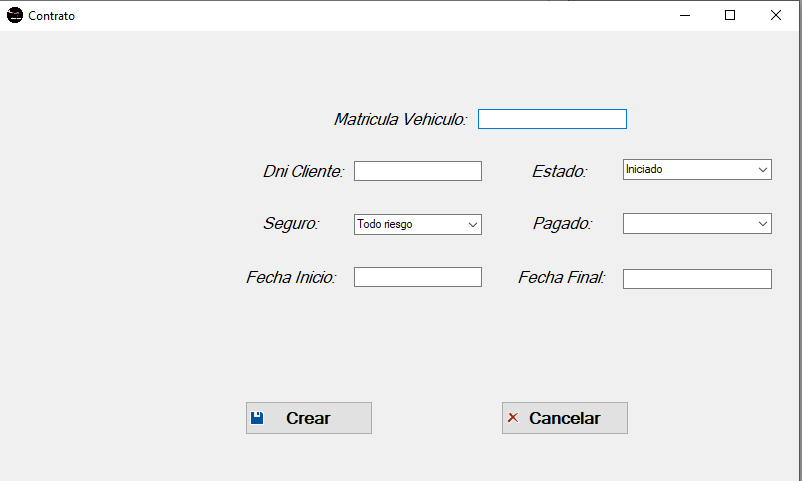 Contrato
Matricula Vehiculo:
Dni Cliente:
Estado: Iniciado
Seguro: Todo riesgo
Pagado:
Fecha Inicio:
Fecha Final:
Crear
Cancelar